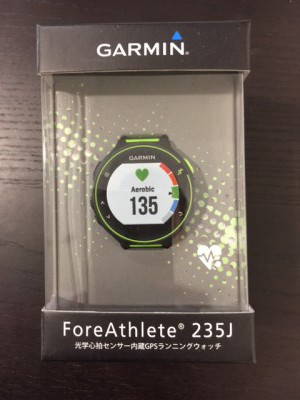 GARMIN
GARMIN
Aerobic
135
ForeAthlete® 235J
光学心拍センサー内蔵GPSランニングウォッチ